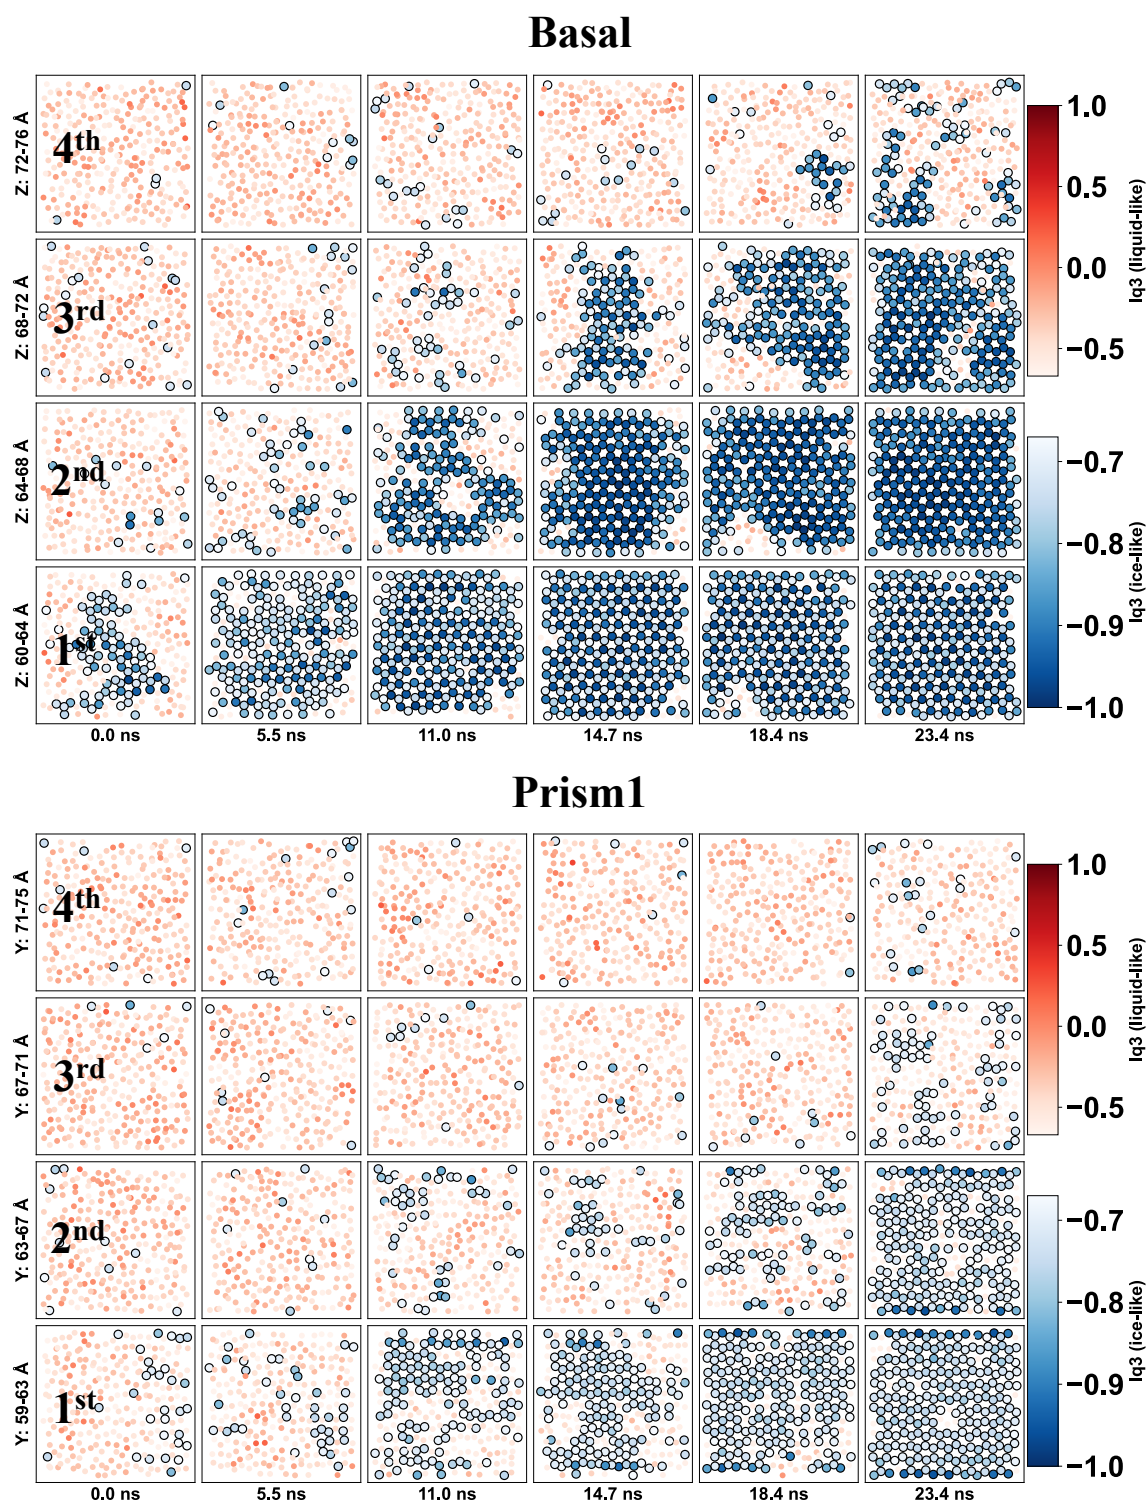 Basal
Z: 72-76 Å
4th
Z: 68-72 Å
3rd
Z: 64-68 Å
2nd
Z: 60-64 Å
1st
0.0 ns 5.5 ns 11.0 ns 14.7 ns 18.4 ns 23.4 ns
1.0
0.5
0.0
−0.5
lq3 (liquid-like)
−0.7
−0.8
−0.9
−1.0
lq3 (ice-like)
Prism1
Y: 71-75 Å
4th
Y: 67-71 Å
3rd
Y: 63-67 Å
2nd
Y: 59-63 Å
1st
0.0 ns 5.5 ns 11.0 ns 14.7 ns 18.4 ns 23.4 ns
1.0
0.5
0.0
−0.5
lq3 (liquid-like)
−0.7
−0.8
−0.9
−1.0
lq3 (ice-like)